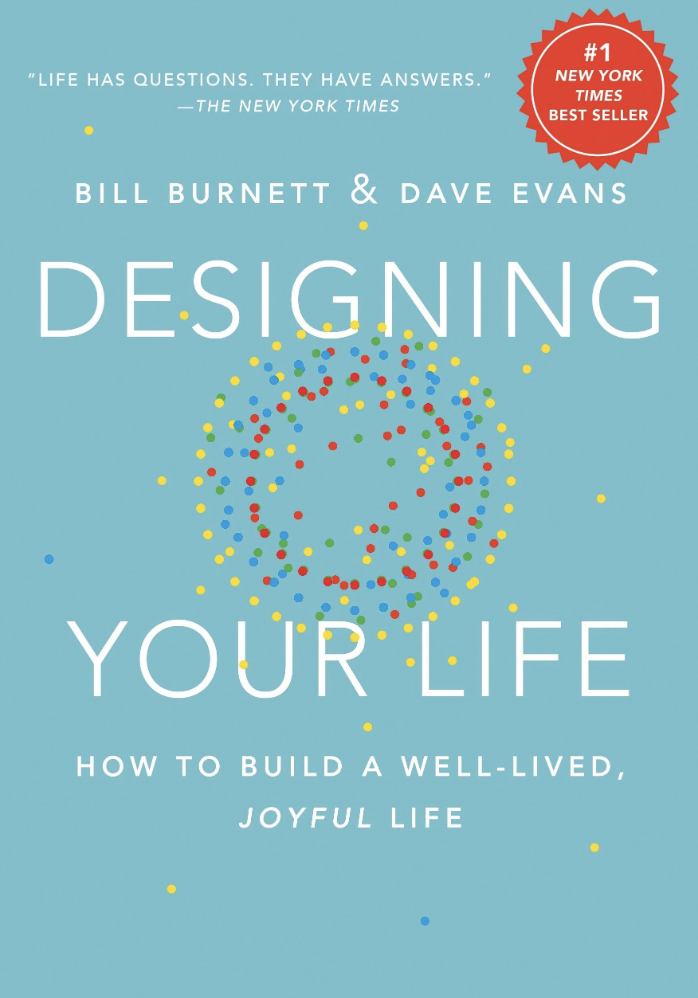 “LIFE HAS QUESTIONS. THEY HAVE ANSWERS.”
—THE NEW YORK TIMES
#1
NEW YORK
TIMES
BEST SELLER
BILL BURNETT & DAVE EVANS
DESIGNING
YOUR LIFE
HOW TO BUILD A WELL-LIVED,
JOYFUL LIFE